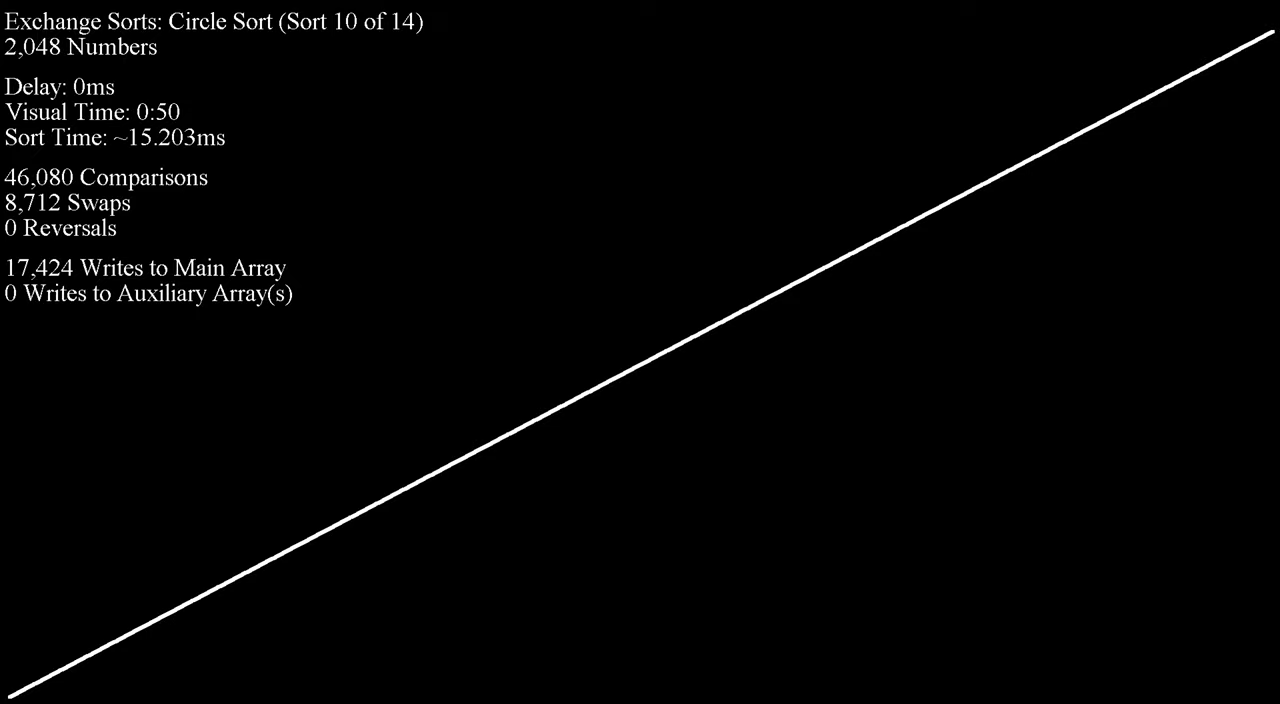 Exchange Sorts: Circle Sort (Sort 10 of 14)
2,048 Numbers
Delay: 0ms
Visual Time: 0:50
Sort Time: ~15.203ms
46,080 Comparisons
8,712 Swaps
0 Reversals
17,424 Writes to Main Array
0 Writes to Auxiliary Array(s)